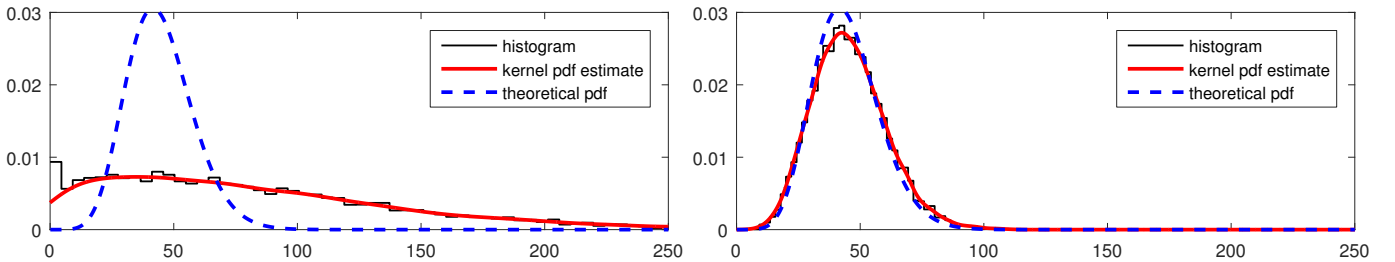 0.03
0.02
0.01
0
0 50 100 150 200 250
histogram
kernel pdf estimate
theoretical pdf
0.03
0.02
0.01
0
0 50 100 150 200 250
histogram
kernel pdf estimate
theoretical pdf